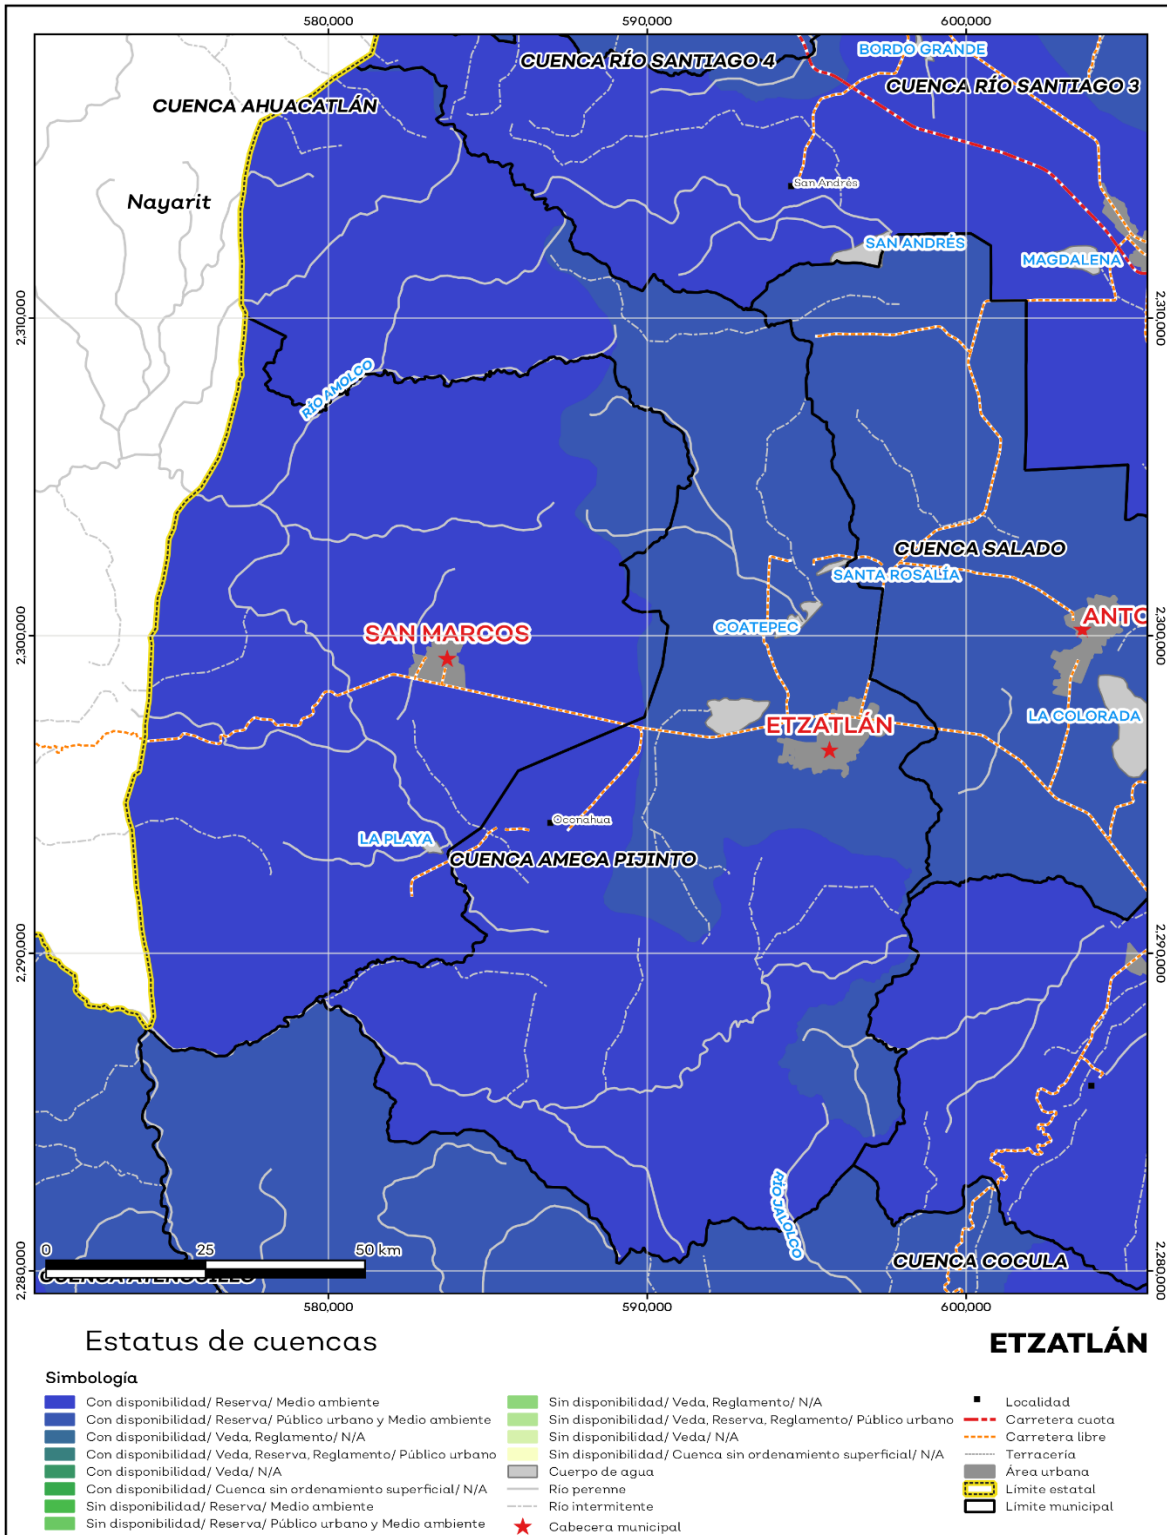 580,000
590,000
600,000
CUENCA RÍO SANTIAGO 4
BORDO GRANDE
CUENCA RÍO SANTIAGO 3
CUENCA AHUACATLÁN
San Andrés
Nayarit
SAN ANDRÉS
MAGDALENA
2,310,000
2,310,000
RÍO AMOLCO
CUENCA SALADO
SANTA ROSALÍA
ANTO
COATEPEC
SAN MARCOS
2,300,000
2,300,000
LA COLORADA
ETZATLÁN
Oconahua
LA PLAYA
CUENCA AMECA PIJINTO
2,290,000
2,290,000
RÍO JALOLCO
0
25
50 km
CUENCA COCULA
CUENCA ATENGUILLO
2,280,000
2,280,000
580,000
590,000
600,000
Estatus de cuencas
ETZATLÁN
Simbología
Con disponibilidad/ Reserva/ Medio ambiente
Con disponibilidad/ Reserva/ Público urbano y Medio ambiente
Con disponibilidad/ Veda, Reglamento/ N/A
Con disponibilidad/ Veda, Reserva, Reglamento/ Público urbano
Con disponibilidad/ Veda/ N/A
Con disponibilidad/ Cuenca sin ordenamiento superficial/ N/A
Sin disponibilidad/ Reserva/ Medio ambiente
Sin disponibilidad/ Reserva/ Público urbano y Medio ambiente
Sin disponibilidad/ Veda, Reglamento/ N/A
Sin disponibilidad/ Veda, Reserva, Reglamento/ Público urbano
Sin disponibilidad/ Veda/ N/A
Sin disponibilidad/ Cuenca sin ordenamiento superficial/ N/A
Cuerpo de agua
Río perenne
Río intermitente
Cabecera municipal
Localidad
Carretera cuota
Carretera libre
Terracería
Área urbana
Límite estatal
Límite municipal